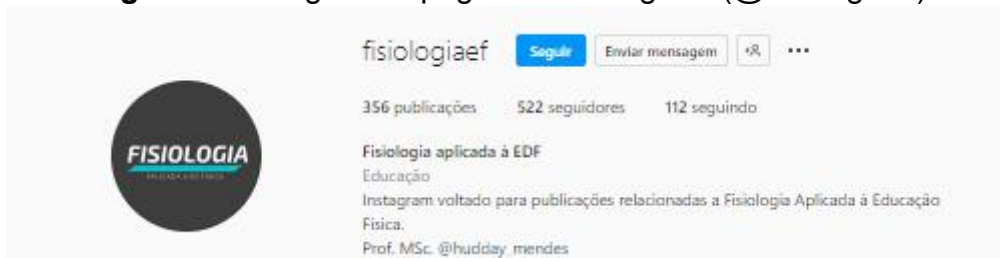 fisiologiaef Seguir Enviar mensagem
356 publicações 522 seguidores 112 seguindo
FISIOLOGIA
Fisiologia aplicada á EDF
Educação
Instagram voltado para publicações relacionadas a Fisiologia Aplicada á Educação
Física.
Prof. MSc. @hudday_mendes